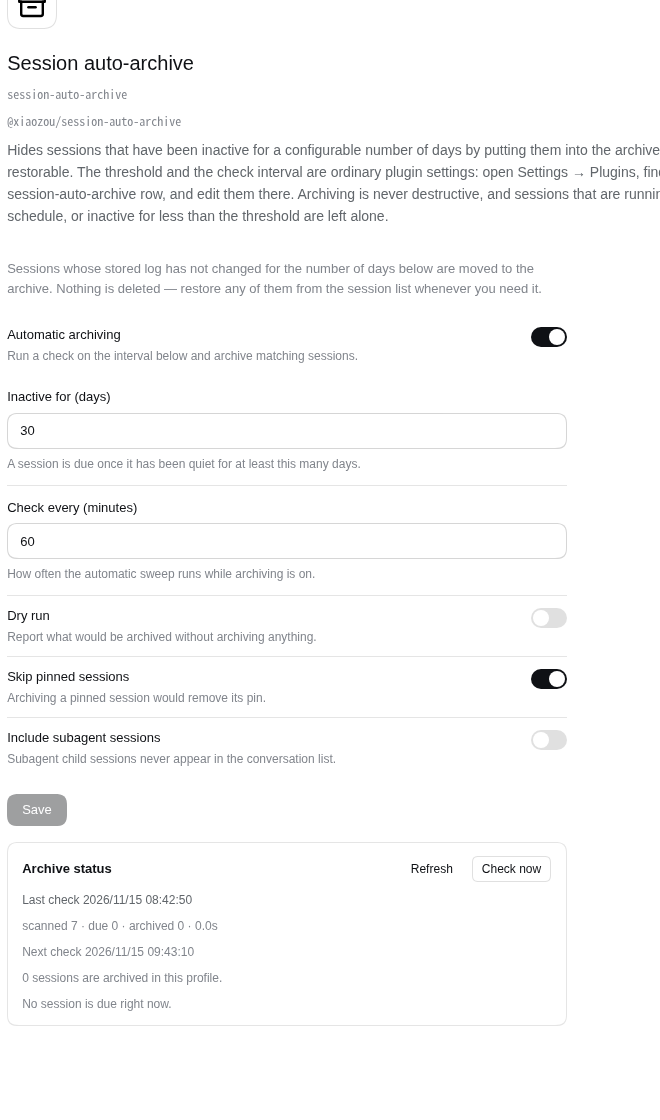 Session auto-archive
session-auto-archive
@xiaozou/session-auto-archive
Hides sessions that have been inactive for a configurable number of days by putting them into the archive
restorable. The threshold and the check interval are ordinary plugin settings: open Settings → Plugins,
session-auto-archive row, and edit them there. Archiving is never destructive, and sessions that are
schedule, or inactive for less than the threshold are left alone.
Sessions whose stored log has not changed for the number of days below are moved to the
archive. Nothing is deleted — restore any of them from the session list whenever you need it.
Automatic archiving
Run a check on the interval below and archive matching sessions.
Inactive for (days)
30
A session is due once it has been quiet for at least this many days.
Check every (minutes)
60
How often the automatic sweep runs while archiving is on.
Dry run
Report what would be archived without archiving anything.
Skip pinned sessions
Archiving a pinned session would remove its pin.
Include subagent sessions
Subagent child sessions never appear in the conversation list.
Save
Archive status
Refresh
Check now
Last check 2026/11/15 08:42:50
scanned 7 · due 0 · archived 0 · 0.0s
Next check 2026/11/15 09:43:10
0 sessions are archived in this profile.
No session is due right now.